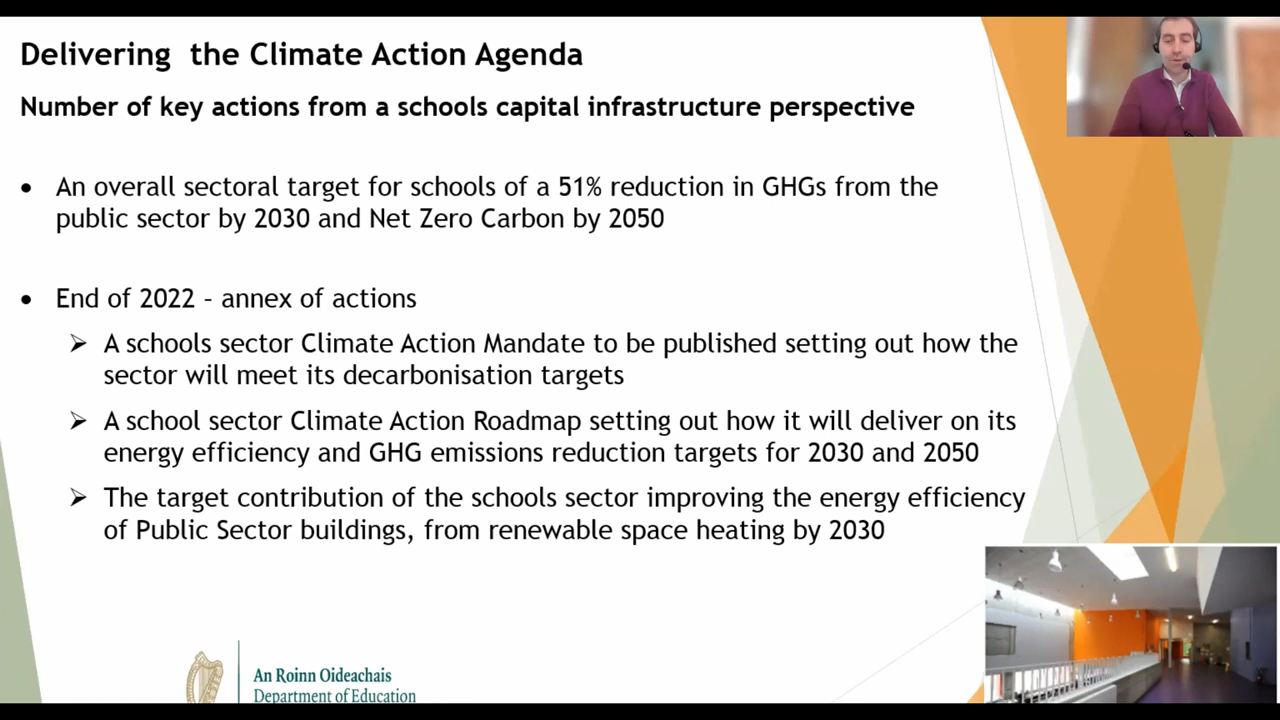 Delivering the Climate Action Agenda
Number of key actions from a schools capital infrastructure perspective
• An overall sectoral target for schools of a 51% reduction in GHGs from the
public sector by 2030 and Net Zero Carbon by 2050
• End of 2022 – annex of actions
➢ A schools sector Climate Action Mandate to be published setting out how the
sector will meet its decarbonisation targets
➢ A school sector Climate Action Roadmap setting out how it will deliver on its
energy efficiency and GHG emissions reduction targets for 2030 and 2050
➢ The target contribution of the schools sector improving the energy efficiency
of Public Sector buildings, from renewable space heating by 2030
An Roinn Oideachais
Department of Education